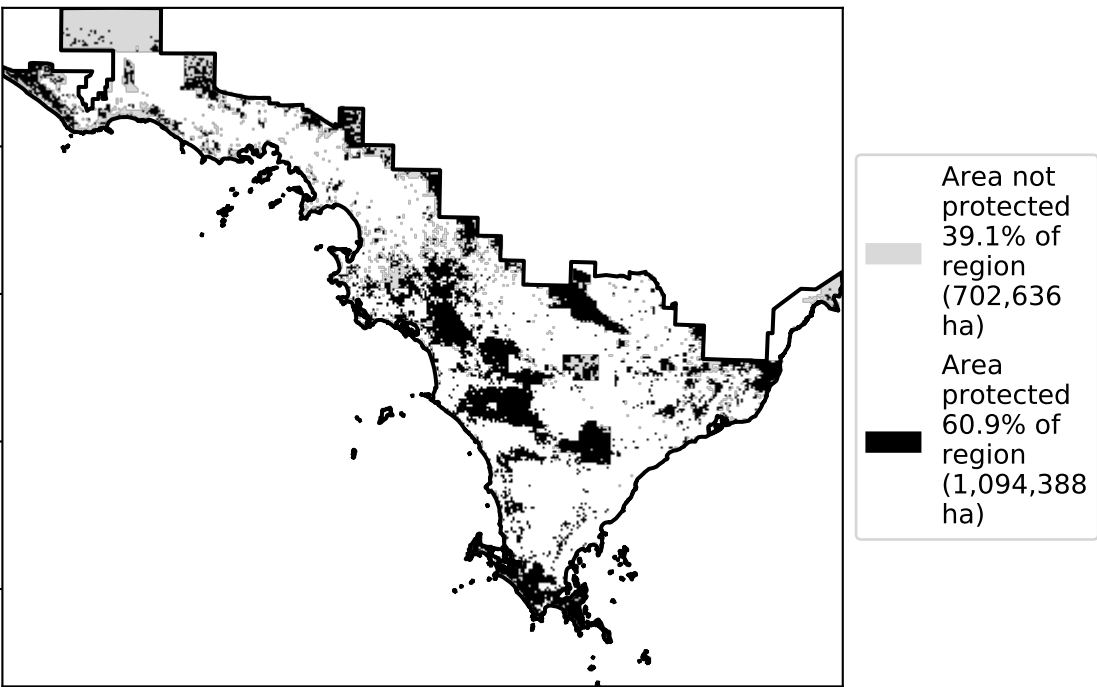 Area not
protected
39.1% of
region
(702,636
ha)
Area
protected
60.9% of
region
(1,094,388
ha)